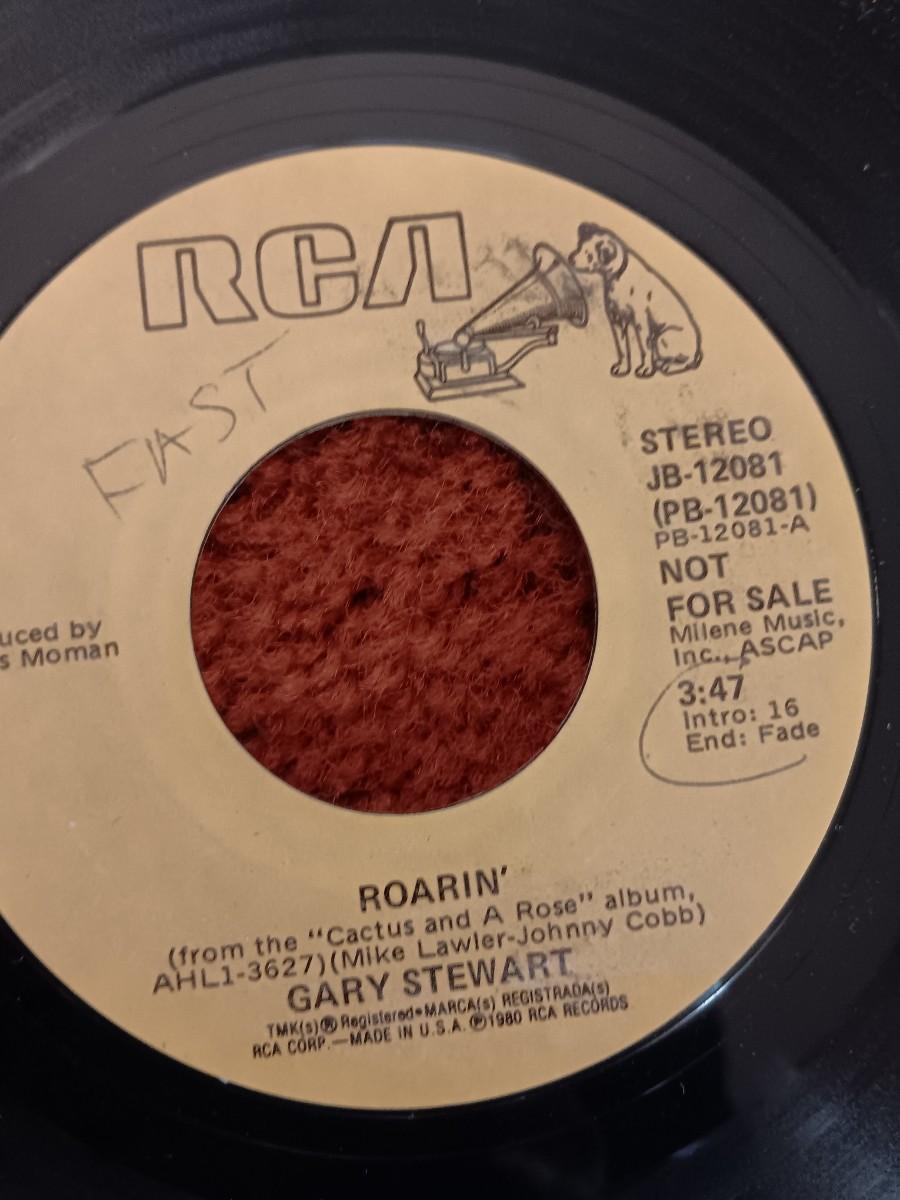 RCA
FAST
STEREO
JB-12081
(PB-12081)
PB-12081-A
NOT
FOR SALE
Milene Music,
Inc., ASCAP
3:47
Intro: 16
End: Fade
uced by
s Moman
ROARIN'
(from the "Cactus and A Rose" album,
AHL1-3627)(Mike Lawler-Johnny Cobb)
GARY STEWART
TMK(s)® Registered•MARCA(s) REGISTRADA(s)
RCA CORP.—MADE IN U.S.A. ℗1980 RCA RECORDS